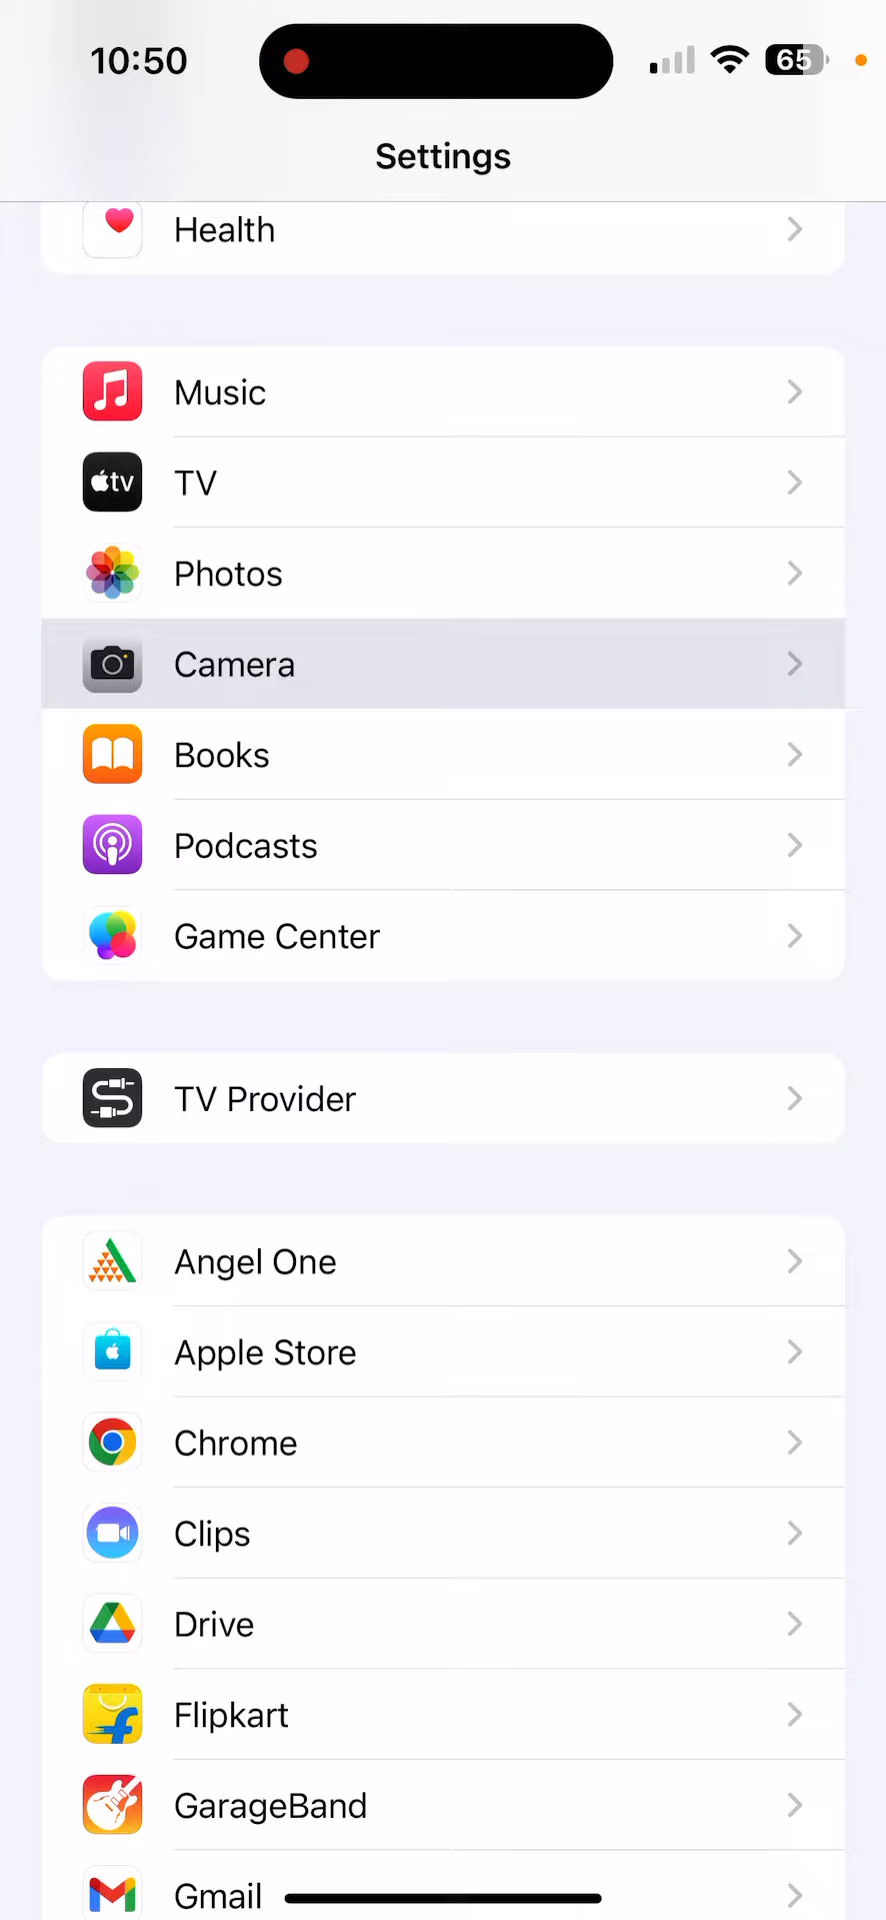 10:50
65
Settings
Health
Music
tv
TV
Photos
Camera
Books
Podcasts
Game Center
TV Provider
Angel One
Apple Store
Chrome
Clips
Drive
Flipkart
GarageBand
Gmail